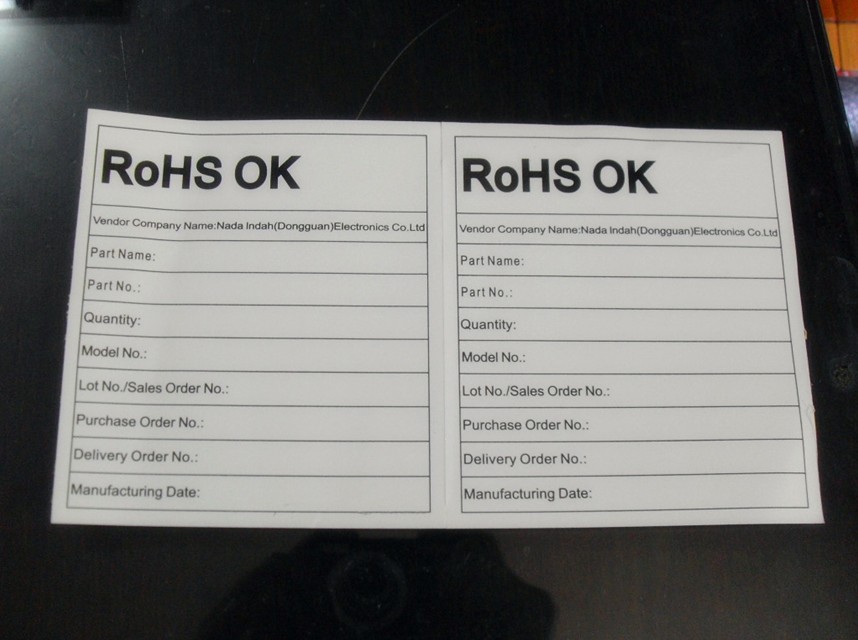 RoHS OK
Vendor Company Name:Nada Indah(Dongguan)Electronics Co.Ltd
Part Name:
Part No.:
Quantity:
Model No.:
Lot No./Sales Order No.:
Purchase Order No.:
Delivery Order No.:
Manufacturing Date:
RoHS OK
Vendor Company Name:Nada Indah(Dongguan)Electronics Co.Ltd
Part Name:
Part No.:
Quantity:
Model No.:
Lot No./Sales Order No.:
Purchase Order No.:
Delivery Order No.:
Manufacturing Date: